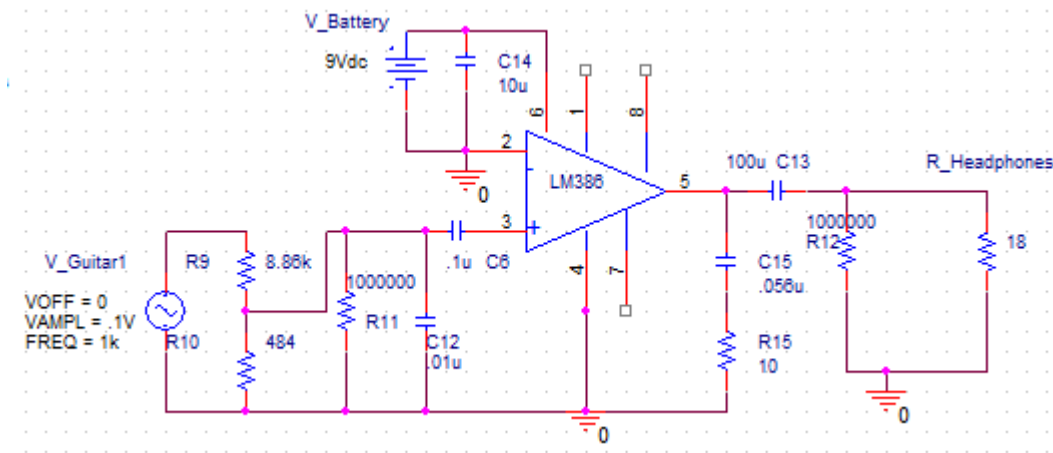 V_Battery
9Vdc
C14
10u
6
1
8
2
-
LM386
5
100u C13
R_Headphones
0
3
+
.1u C6
4
7
V_Guitar1
R9
8.86k
1000000
R11
1000000
R12
18
C15
.056u
VOFF = 0
VAMPL = .1V
FREQ = 1k
R10
484
C12
.01u
R15
10
0
0